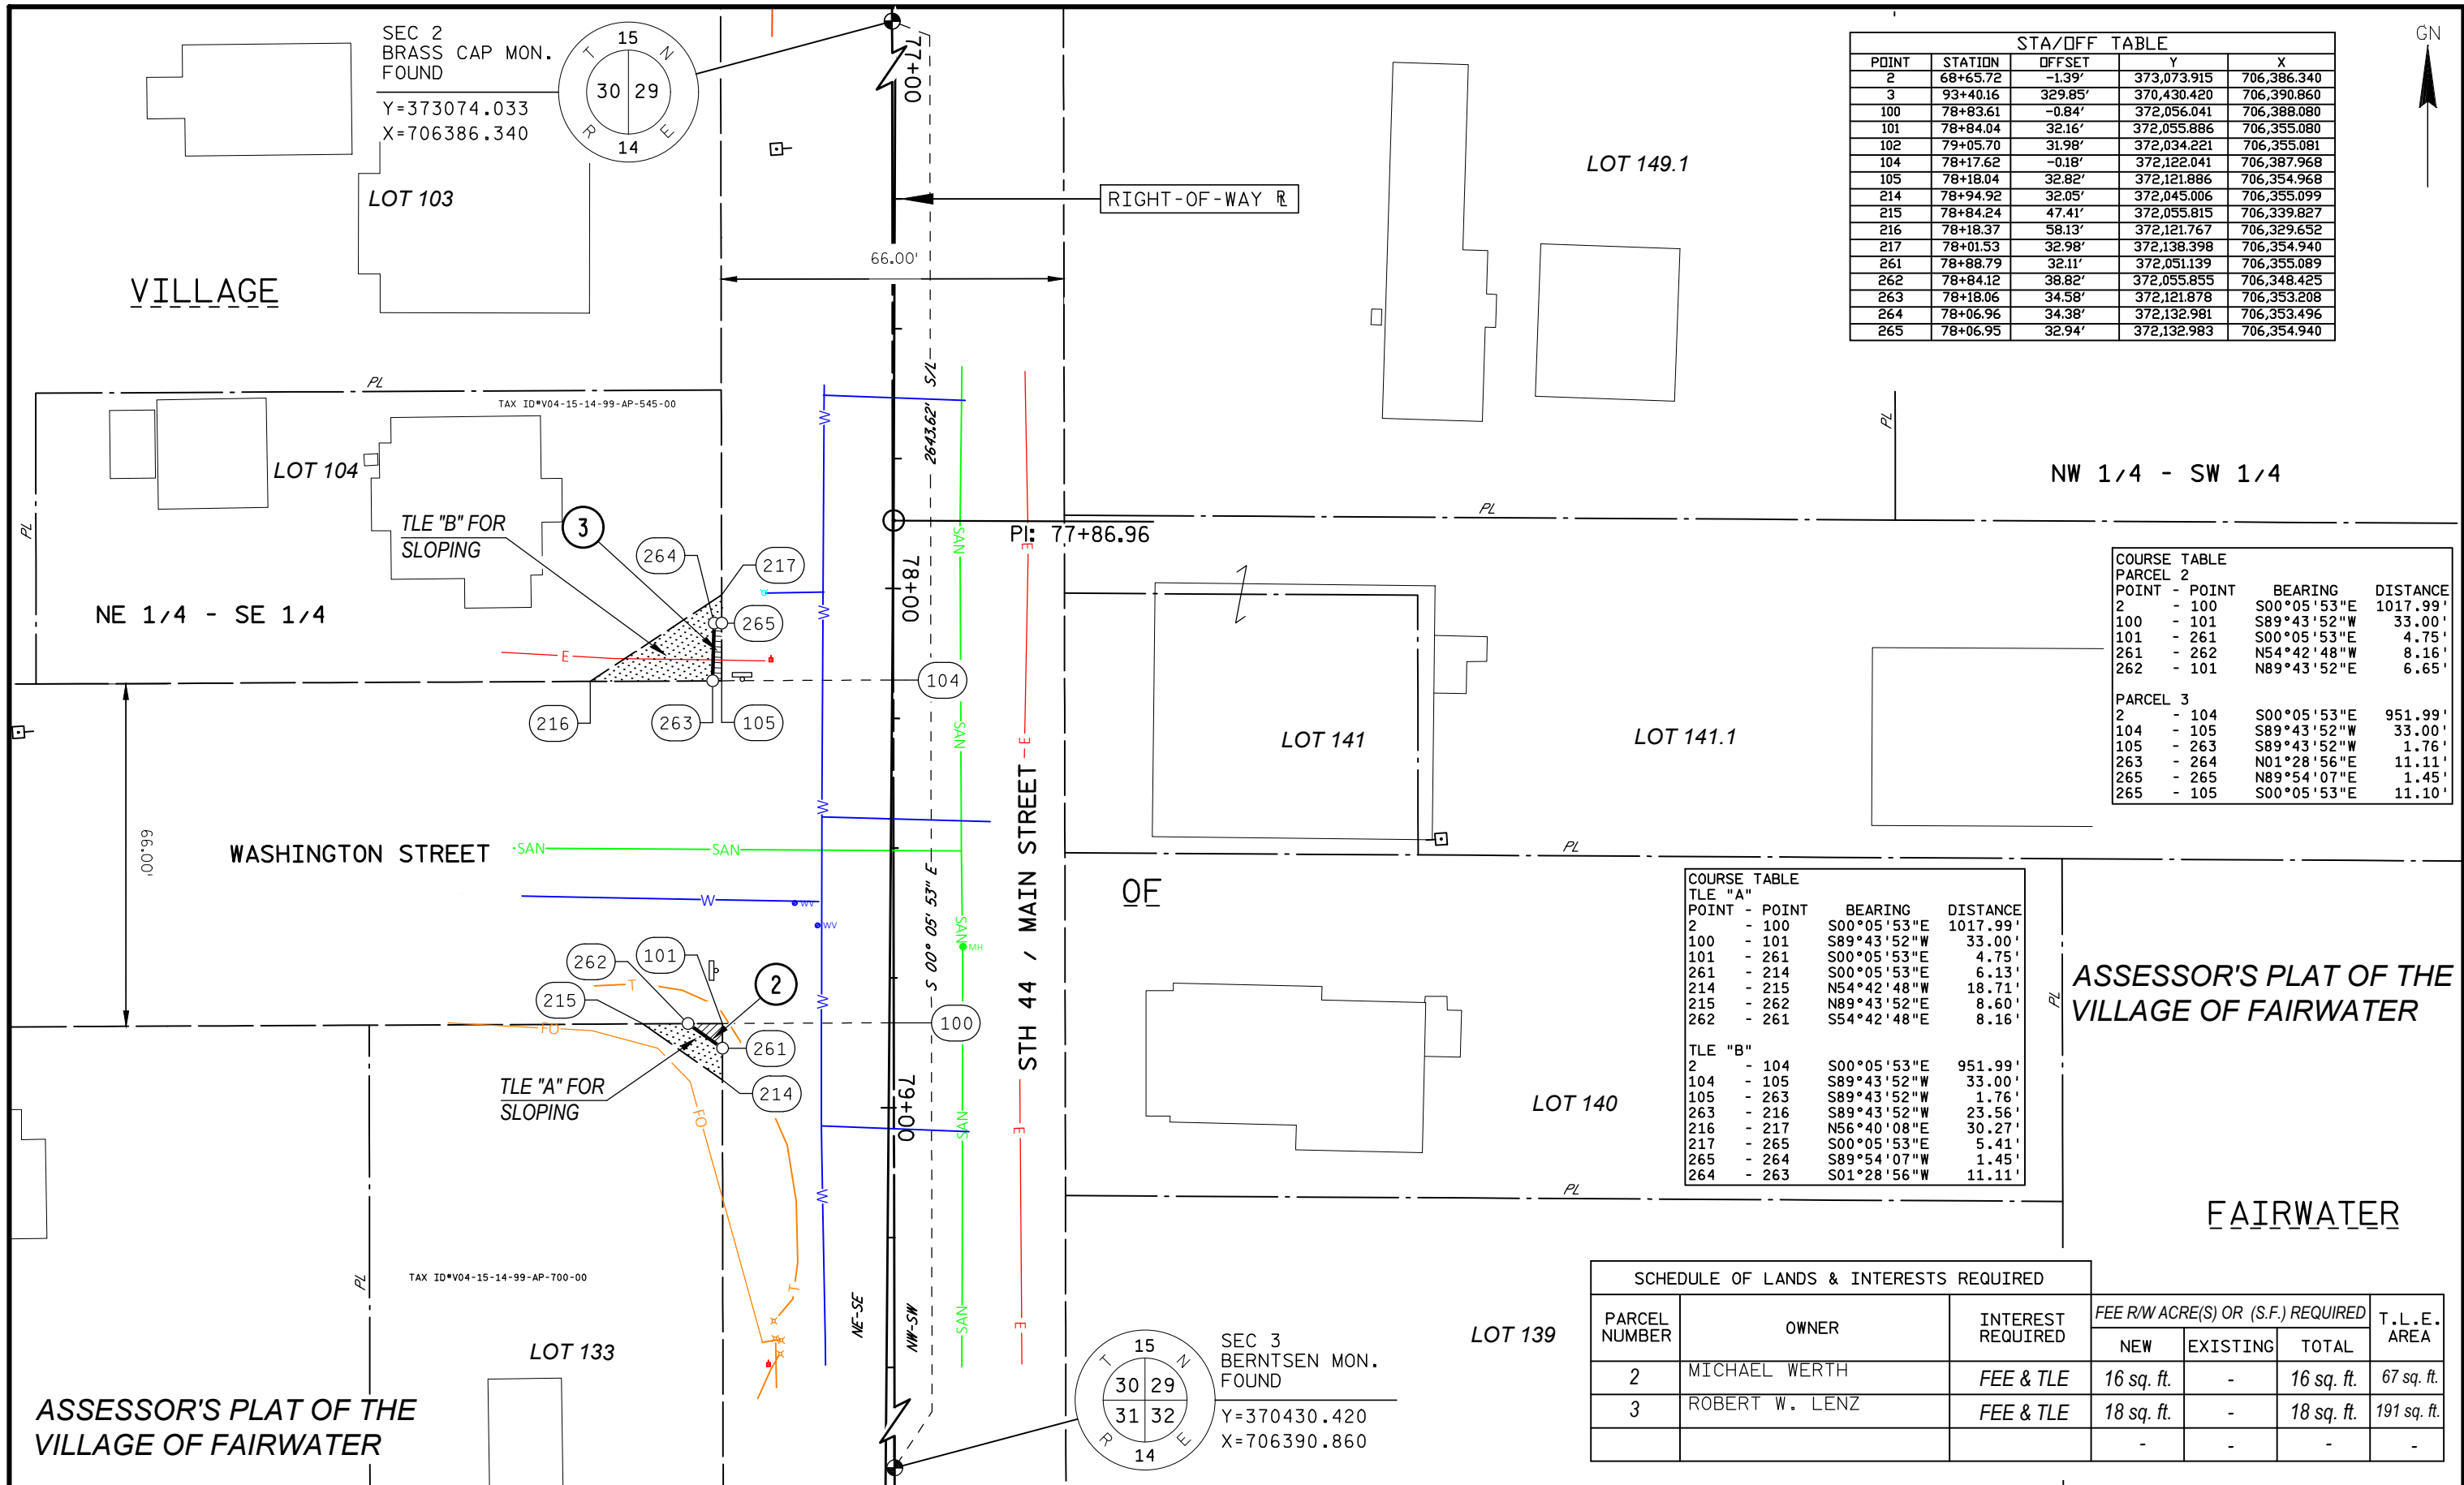 SEC 2
BRASS CAP MON.
FOUND
Y=373074.033
X=706386.340
15
T N
30 29
R E
14
77+00
RIGHT-OF-WAY RL
66.00'
LOT 103
VILLAGE
LOT 149.1
GN
STA/OFF TABLE
POINT STATION OFFSET Y X
2 68+65.72 -1.39' 373,073.915 706,386.340
3 93+40.16 329.85' 370,430.420 706,390.860
100 78+83.61 -0.84' 372,056.041 706,388.080
101 78+84.04 32.16' 372,055.886 706,355.080
102 79+05.70 31.98' 372,034.221 706,355.081
104 78+17.62 -0.18' 372,122.041 706,387.968
105 78+18.04 32.82' 372,121.886 706,354.968
214 78+94.92 32.05' 372,045.006 706,355.099
215 78+84.24 47.41' 372,055.815 706,339.827
216 78+18.37 58.13' 372,121.767 706,329.652
217 78+01.53 32.98' 372,138.398 706,354.940
261 78+88.79 32.11' 372,051.139 706,355.089
262 78+84.12 38.82' 372,055.855 706,348.425
263 78+18.06 34.58' 372,121.878 706,353.208
264 78+06.96 34.38' 372,132.981 706,353.496
265 78+06.95 32.94' 372,132.983 706,354.940
PL
TAX ID#V04-15-14-99-AP-545-00
LOT 104
PL
TLE "B" FOR
SLOPING
3
264
217
265
216
263
105
104
NE 1/4 - SE 1/4
E
W
W
W
W
W
2643.62' S/L
SAN
SAN
SAN
SAN
SAN
E
E
E
E
PI: 77+86.96
78+00
PL
NW 1/4 - SW 1/4
PL
COURSE TABLE
PARCEL 2
POINT - POINT BEARING DISTANCE
2 - 100 S00°05'53"E 1017.99'
100 - 101 S89°43'52"W 33.00'
101 - 261 S00°05'53"E 4.75'
261 - 262 N54°42'48"W 8.16'
262 - 101 N89°43'52"E 6.65'
PARCEL 3
2 - 104 S00°05'53"E 951.99'
104 - 105 S89°43'52"W 33.00'
105 - 263 S89°43'52"W 1.76'
263 - 264 N01°28'56"E 11.11'
265 - 265 N89°54'07"E 1.45'
265 - 105 S00°05'53"E 11.10'
LOT 141
LOT 141.1
PL
66.00'
WASHINGTON STREET
SAN
SAN
W
WV
WV
MH
S 00° 05' 53" E
STH 44 / MAIN STREET
OF
262
101
2
215
100
261
214
T
FO
FO
T
TLE "A" FOR
SLOPING
79+00
COURSE TABLE
TLE "A"
POINT - POINT BEARING DISTANCE
2 - 100 S00°05'53"E 1017.99'
100 - 101 S89°43'52"W 33.00'
101 - 261 S00°05'53"E 4.75'
261 - 214 S00°05'53"E 6.13'
214 - 215 N54°42'48"W 18.71'
215 - 262 N89°43'52"E 8.60'
262 - 261 S54°42'48"E 8.16'
TLE "B"
2 - 104 S00°05'53"E 951.99'
104 - 105 S89°43'52"W 33.00'
105 - 263 S89°43'52"W 1.76'
263 - 216 S89°43'52"W 23.56'
216 - 217 N56°40'08"E 30.27'
217 - 265 S00°05'53"E 5.41'
265 - 264 S89°54'07"W 1.45'
264 - 263 S01°28'56"W 11.11'
PL
ASSESSOR'S PLAT OF THE
VILLAGE OF FAIRWATER
LOT 140
PL
FAIRWATER
PL
TAX ID#V04-15-14-99-AP-700-00
LOT 133
NE-SE
NW-SW
ASSESSOR'S PLAT OF THE
VILLAGE OF FAIRWATER
15
T N
30 29
31 32
R E
14
SEC 3
BERNTSEN MON.
FOUND
Y=370430.420
X=706390.860
LOT 139
SCHEDULE OF LANDS & INTERESTS REQUIRED
PARCEL NUMBER OWNER INTEREST REQUIRED FEE R/W ACRE(S) OR (S.F.) REQUIRED T.L.E. AREA
NEW EXISTING TOTAL
2 MICHAEL WERTH FEE & TLE 16 sq. ft. - 16 sq. ft. 67 sq. ft.
3 ROBERT W. LENZ FEE & TLE 18 sq. ft. - 18 sq. ft. 191 sq. ft.
- - - -